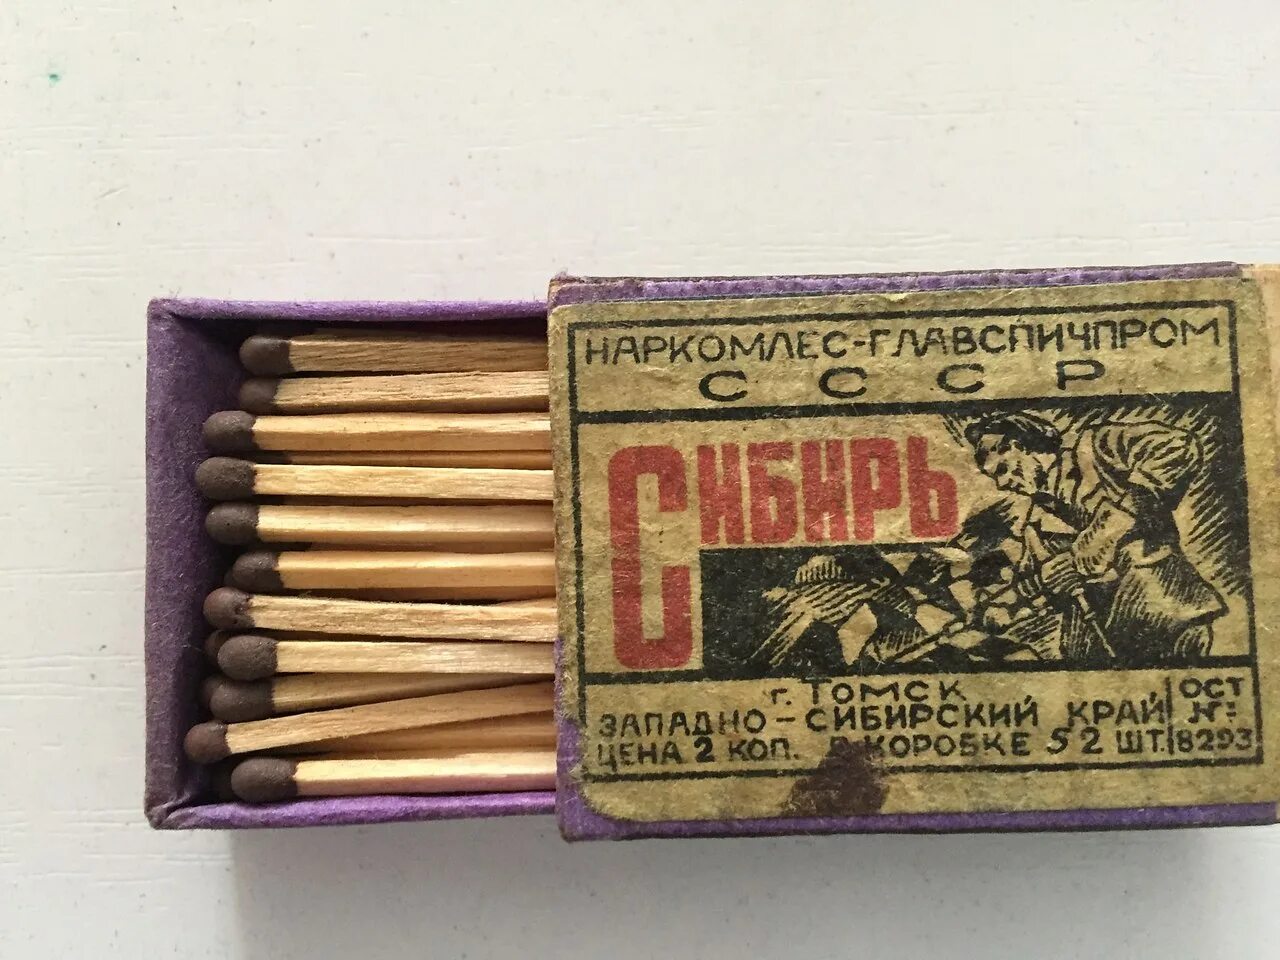 НАРКОМЛЕС-ГЛАВСПИЧПРОМ
СССР
СИБИРЬ
г. ТОМСК
ЗАПАДНО-СИБИРСКИЙ КРАЙ
ЦЕНА 2 КОП. В КОРОБКЕ 52 ШТ.
ОСТ
№:
8293